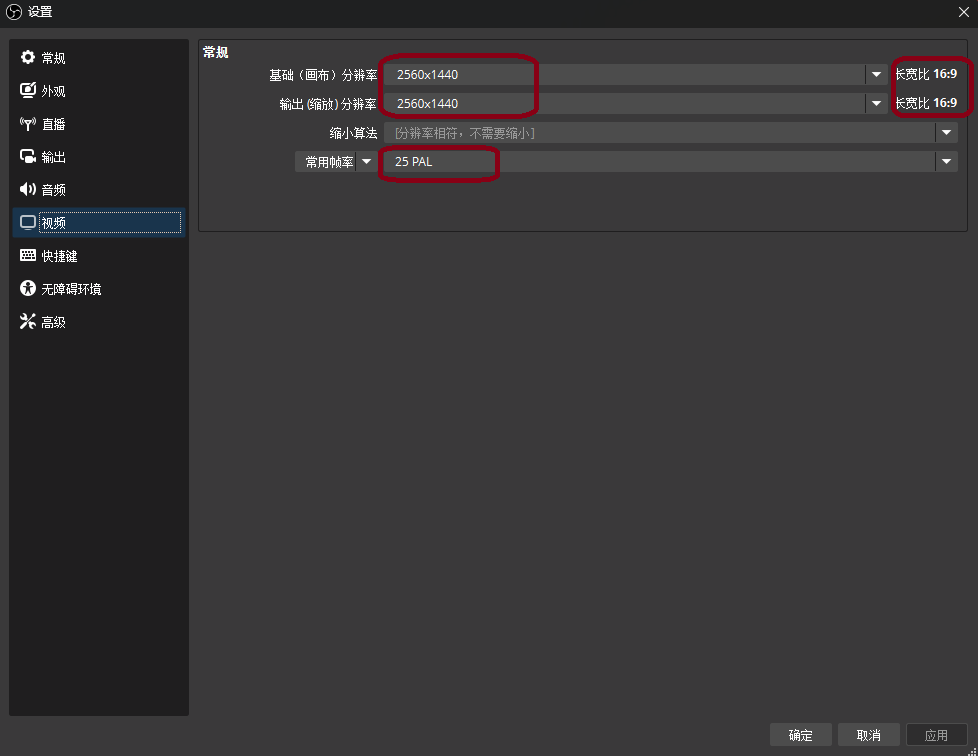 设置
常规
外观
直播
输出
音频
视频
快捷键
无障碍环境
高级
常规
基础（画布）分辨率 2560x1440 长宽比 16:9
输出(缩放)分辨率 2560x1440 长宽比 16:9
缩小算法 [分辨率相符，不需要缩小]
常用帧率 25 PAL
确定 取消 应用